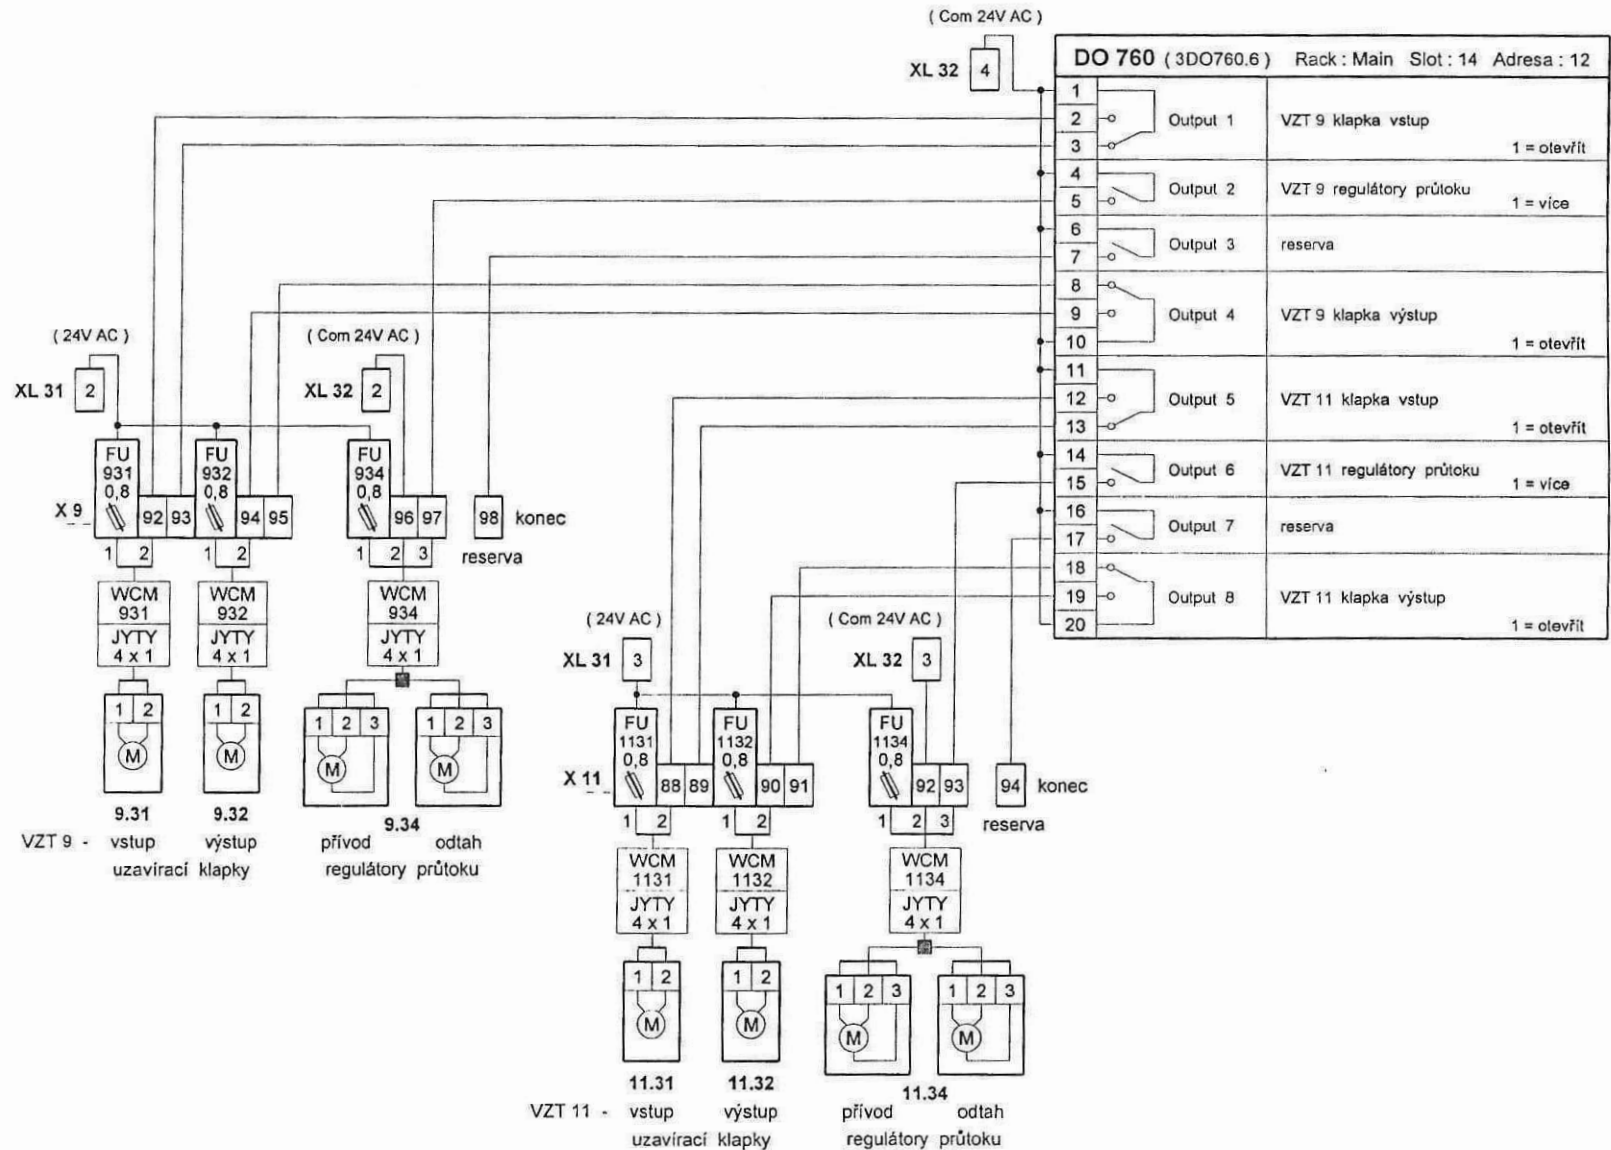 ( Com 24V AC )
XL 32 4
DO 760 ( 3DO760.6 ) Rack : Main Slot : 14 Adresa : 12
1
2 Output 1 VZT 9 klapka vstup
3 1 = otevřít
4
5 Output 2 VZT 9 regulátory průtoku 1 = více
6
7 Output 3 reserva
8
9 Output 4 VZT 9 klapka výstup
10 1 = otevřít
11
12 Output 5 VZT 11 klapka vstup
13 1 = otevřít
14
15 Output 6 VZT 11 regulátory průtoku 1 = více
16
17 Output 7 reserva
18
19 Output 8 VZT 11 klapka výstup
20 1 = otevřít
( 24V AC ) ( Com 24V AC )
XL 31 2 XL 32 2
FU FU FU
931 932 934
0,8 0,8 0,8
X 9 92 93 94 95 96 97 98 konec
1 2 1 2 1 2 3 reserva
WCM WCM WCM
931 932 934
JYTY JYTY JYTY
4 x 1 4 x 1 4 x 1
1 2 1 2 1 2 3 1 2 3
M M M M
9.31 9.32 9.34
VZT 9 - vstup výstup přívod odtah
uzavírací klapky regulátory průtoku
( 24V AC ) ( Com 24V AC )
XL 31 3 XL 32 3
FU FU FU
1131 1132 1134
0,8 0,8 0,8
X 11 88 89 90 91 92 93 94 konec
1 2 1 2 1 2 3 reserva
WCM WCM WCM
1131 1132 1134
JYTY JYTY JYTY
4 x 1 4 x 1 4 x 1
1 2 1 2 1 2 3 1 2 3
M M M M
11.31 11.32 11.34
VZT 11 - vstup výstup přívod odtah
uzavírací klapky regulátory průtoku